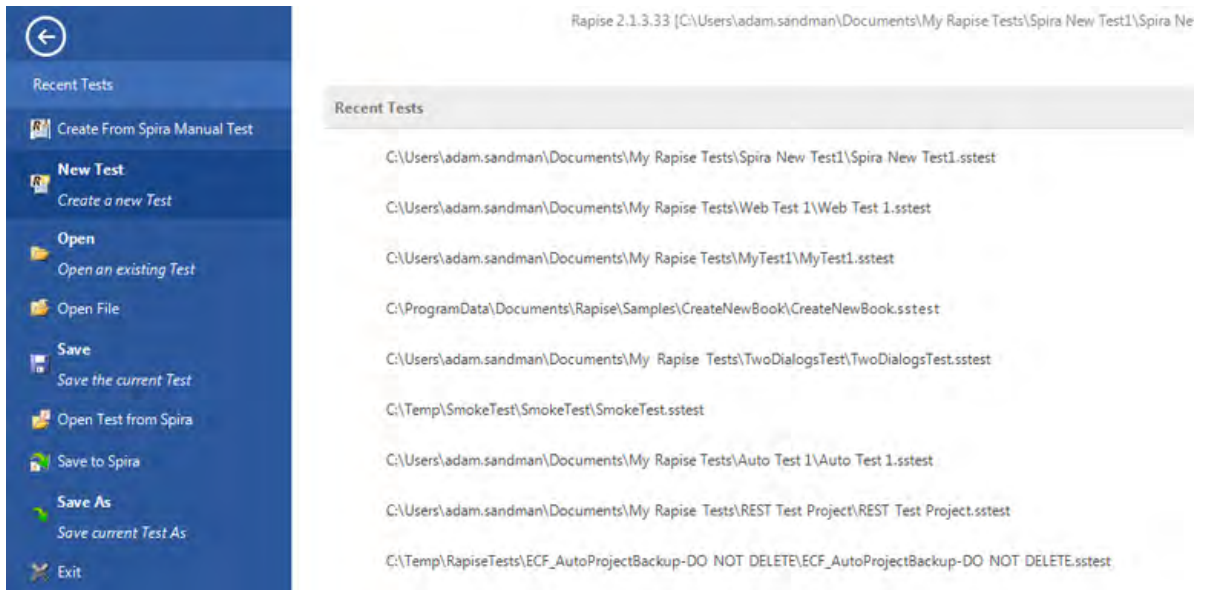 Rapise 2.1.3.33 [C:\Users\adam.sandman\Documents\My Rapise Tests\Spira New Test1\Spira Ne
Recent Tests
Create From Spira Manual Test
New Test
Create a new Test
Open
Open an existing Test
Open File
Save
Save the current Test
Open Test from Spira
Save to Spira
Save As
Save current Test As
Exit
Recent Tests
C:\Users\adam.sandman\Documents\My Rapise Tests\Spira New Test1\Spira New Test1.sstest
C:\Users\adam.sandman\Documents\My Rapise Tests\Web Test 1\Web Test 1.sstest
C:\Users\adam.sandman\Documents\My Rapise Tests\MyTest1\MyTest1.sstest
C:\ProgramData\Documents\Rapise\Samples\CreateNewBook\CreateNewBook.sstest
C:\Users\adam.sandman\Documents\My Rapise Tests\TwoDialogsTest\TwoDialogsTest.sstest
C:\Temp\SmokeTest\SmokeTest\SmokeTest.sstest
C:\Users\adam.sandman\Documents\My Rapise Tests\Auto Test 1\Auto Test 1.sstest
C:\Users\adam.sandman\Documents\My Rapise Tests\REST Test Project\REST Test Project.sstest
C:\Temp\RapiseTests\ECF_AutoProjectBackup-DO NOT DELETE\ECF_AutoProjectBackup-DO NOT DELETE.sstest